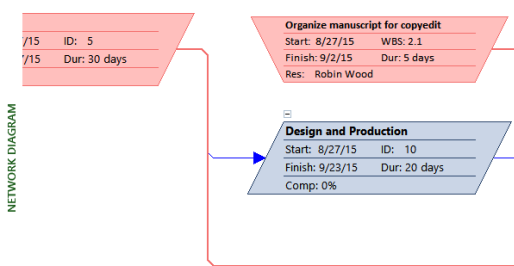 /15 ID: 5
/15 Dur: 30 days
Organize manuscript for copyedit
Start: 8/27/15 WBS: 2.1
Finish: 9/2/15 Dur: 5 days
Res: Robin Wood
NETWORK DIAGRAM
Design and Production
Start: 8/27/15 ID: 10
Finish: 9/23/15 Dur: 20 days
Comp: 0%